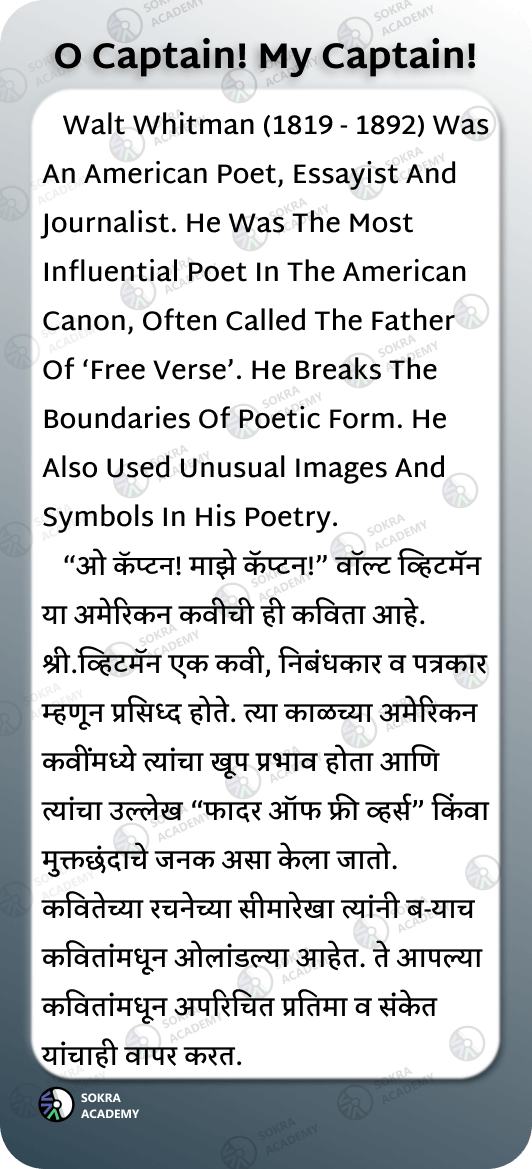 O Captain! My Captain!
Walt Whitman (1819 - 1892) Was
An American Poet, Essayist And
Journalist. He Was The Most
Influential Poet In The American
Canon, Often Called The Father
Of ‘Free Verse’. He Breaks The
Boundaries Of Poetic Form. He
Also Used Unusual Images And
Symbols In His Poetry.
“ओ कॅप्टन! माझे कॅप्टन!” वॉल्ट व्हिटमॅन
या अमेरिकन कवीची ही कविता आहे.
श्री.व्हिटमॅन एक कवी, निबंधकार व पत्रकार
म्हणून प्रसिध्द होते. त्या काळच्या अमेरिकन
कवींमध्ये त्यांचा खूप प्रभाव होता आणि
त्यांचा उल्लेख “फादर ऑफ फ्री व्हर्स” किंवा
मुक्तछंदाचे जनक असा केला जातो.
कवितेच्या रचनेच्या सीमारेखा त्यांनी ब-याच
कवितांमधून ओलांडल्या आहेत. ते आपल्या
कवितांमधून अपरिचित प्रतिमा व संकेत
यांचाही वापर करत.
SOKRA
ACADEMY